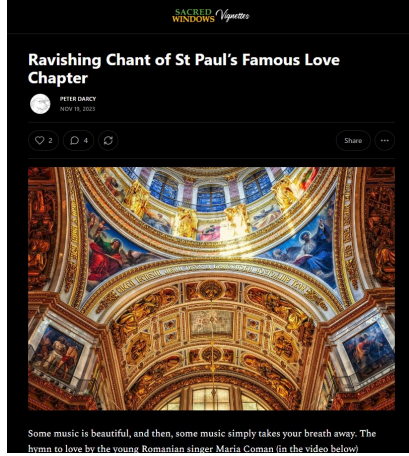 SACRED
WINDOWS Vignettes
Ravishing Chant of St Paul's Famous Love
Chapter
PETER DARCY
NOV 19, 2023
2
4
Share
Some music is beautiful, and then, some music simply takes your breath away. The
hymn to love by the young Romanian singer Maria Coman (in the video below)